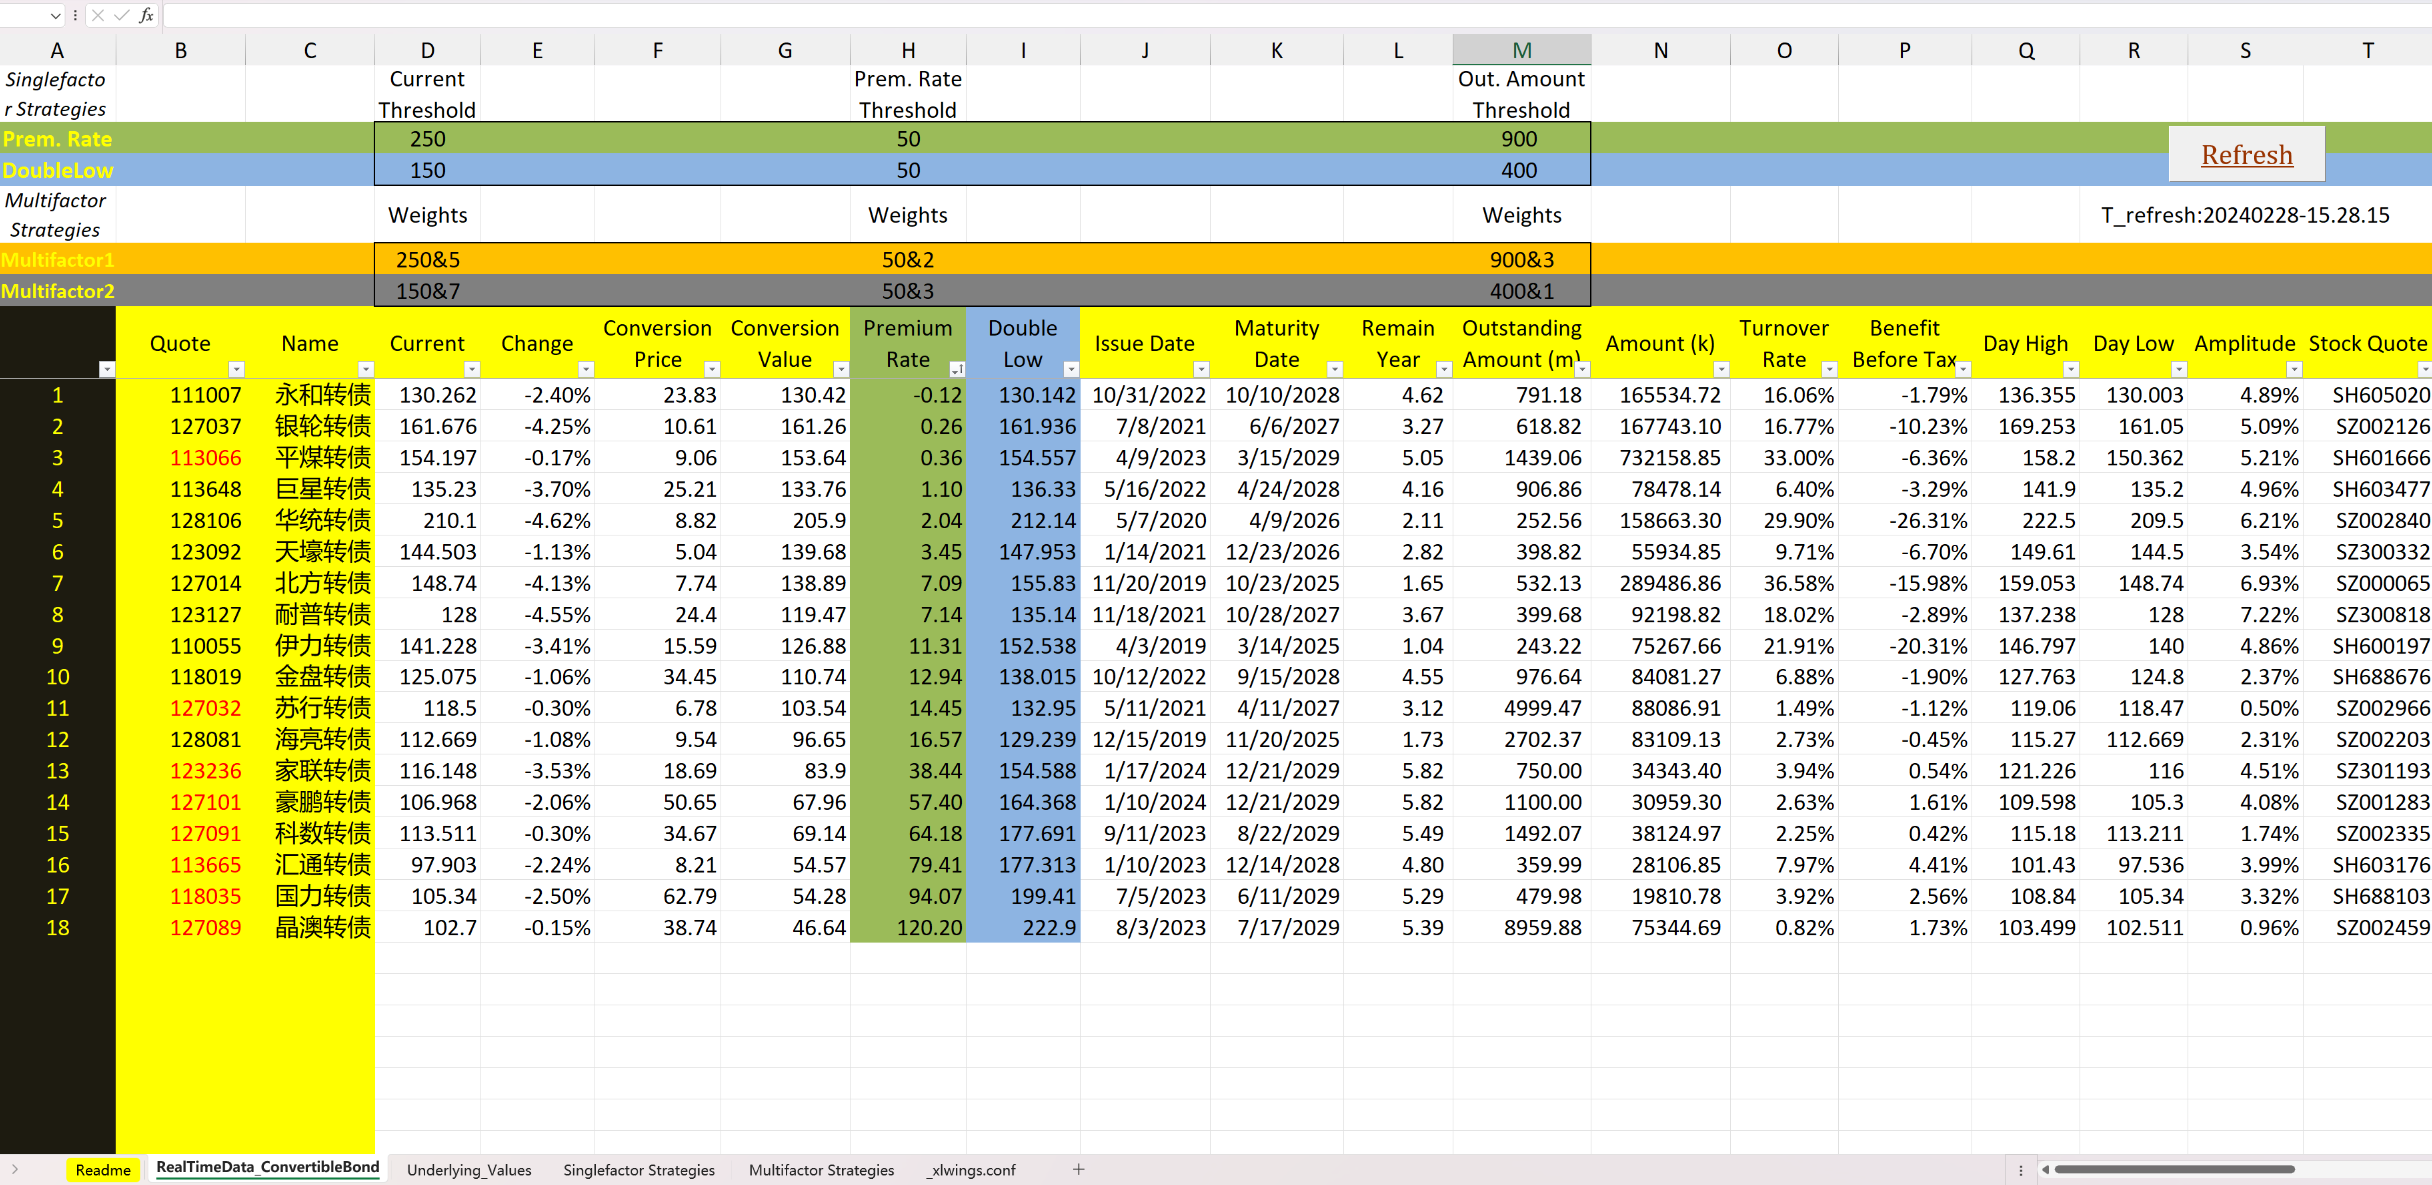 fx
A B C D E F G H I J K L M N O P Q R S T
Singlefacto
r Strategies
Current
Threshold
Prem. Rate
Threshold
Out. Amount
Threshold
Prem. Rate 250 50 900
DoubleLow 150 50 400
Refresh
Multifactor
Strategies
Weights Weights Weights T_refresh:20240228-15.28.15
Multifactor1 250&5 50&2 900&3
Multifactor2 150&7 50&3 400&1
Quote Name Current Change Conversion Price Conversion Value Premium Rate Double Low Issue Date Maturity Date Remain Year Outstanding Amount (m) Amount (k) Turnover Rate Benefit Before Tax Day High Day Low Amplitude Stock Quote
1 111007 永和转债 130.262 -2.40% 23.83 130.42 -0.12 130.142 10/31/2022 10/10/2028 4.62 791.18 165534.72 16.06% -1.79% 136.355 130.003 4.89% SH605020
2 127037 银轮转债 161.676 -4.25% 10.61 161.26 0.26 161.936 7/8/2021 6/6/2027 3.27 618.82 167743.10 16.77% -10.23% 169.253 161.05 5.09% SZ002126
3 113066 平煤转债 154.197 -0.17% 9.06 153.64 0.36 154.557 4/9/2023 3/15/2029 5.05 1439.06 732158.85 33.00% -6.36% 158.2 150.362 5.21% SH601666
4 113648 巨星转债 135.23 -3.70% 25.21 133.76 1.10 136.33 5/16/2022 4/24/2028 4.16 906.86 78478.14 6.40% -3.29% 141.9 135.2 4.96% SH603477
5 128106 华统转债 210.1 -4.62% 8.82 205.9 2.04 212.14 5/7/2020 4/9/2026 2.11 252.56 158663.30 29.90% -26.31% 222.5 209.5 6.21% SZ002840
6 123092 天壕转债 144.503 -1.13% 5.04 139.68 3.45 147.953 1/14/2021 12/23/2026 2.82 398.82 55934.85 9.71% -6.70% 149.61 144.5 3.54% SZ300332
7 127014 北方转债 148.74 -4.13% 7.74 138.89 7.09 155.83 11/20/2019 10/23/2025 1.65 532.13 289486.86 36.58% -15.98% 159.053 148.74 6.93% SZ000065
8 123127 耐普转债 128 -4.55% 24.4 119.47 7.14 135.14 11/18/2021 10/28/2027 3.67 399.68 92198.82 18.02% -2.89% 137.238 128 7.22% SZ300818
9 110055 伊力转债 141.228 -3.41% 15.59 126.88 11.31 152.538 4/3/2019 3/14/2025 1.04 243.22 75267.66 21.91% -20.31% 146.797 140 4.86% SH600197
10 118019 金盘转债 125.075 -1.06% 34.45 110.74 12.94 138.015 10/12/2022 9/15/2028 4.55 976.64 84081.27 6.88% -1.90% 127.763 124.8 2.37% SH688676
11 127032 苏行转债 118.5 -0.30% 6.78 103.54 14.45 132.95 5/11/2021 4/11/2027 3.12 4999.47 88086.91 1.49% -1.12% 119.06 118.47 0.50% SZ002966
12 128081 海亮转债 112.669 -1.08% 9.54 96.65 16.57 129.239 12/15/2019 11/20/2025 1.73 2702.37 83109.13 2.73% -0.45% 115.27 112.669 2.31% SZ002203
13 123236 家联转债 116.148 -3.53% 18.69 83.9 38.44 154.588 1/17/2024 12/21/2029 5.82 750.00 34343.40 3.94% 0.54% 121.226 116 4.51% SZ301193
14 127101 豪鹏转债 106.968 -2.06% 50.65 67.96 57.40 164.368 1/10/2024 12/21/2029 5.82 1100.00 30959.30 2.63% 1.61% 109.598 105.3 4.08% SZ001283
15 127091 科数转债 113.511 -0.30% 34.67 69.14 64.18 177.691 9/11/2023 8/22/2029 5.49 1492.07 38124.97 2.25% 0.42% 115.18 113.211 1.74% SZ002335
16 113665 汇通转债 97.903 -2.24% 8.21 54.57 79.41 177.313 1/10/2023 12/14/2028 4.80 359.99 28106.85 7.97% 4.41% 101.43 97.536 3.99% SH603176
17 118035 国力转债 105.34 -2.50% 62.79 54.28 94.07 199.41 7/5/2023 6/11/2029 5.29 479.98 19810.78 3.92% 2.56% 108.84 105.34 3.32% SH688103
18 127089 晶澳转债 102.7 -0.15% 38.74 46.64 120.20 222.9 8/3/2023 7/17/2029 5.39 8959.88 75344.69 0.82% 1.73% 103.499 102.511 0.96% SZ002459
Readme RealTimeData_ConvertibleBond Underlying_Values Singlefactor Strategies Multifactor Strategies _xlwings.conf +